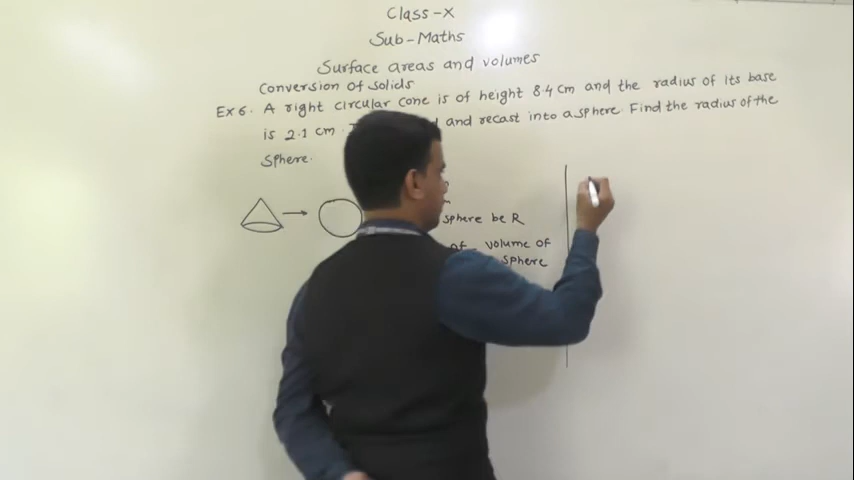 Class-X
Sub-Maths
Surface areas and volumes
Conversion of solids
Ex 6. A right circular cone is of height 8.4 cm and the radius of its base
is 2.1 cm. and recast into a sphere. Find the radius of the
sphere.
sphere be R
of volume of
sphere